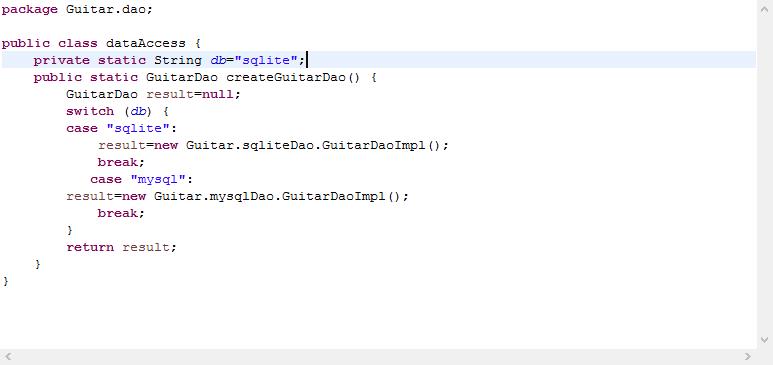 package Guitar.dao;
public class dataAccess {
private static String db="sqlite";
public static GuitarDao createGuitarDao() {
GuitarDao result=null;
switch (db) {
case "sqlite":
result=new Guitar.sqliteDao.GuitarDaoImpl();
break;
case "mysql":
result=new Guitar.mysqlDao.GuitarDaoImpl();
break;
}
return result;
}
}